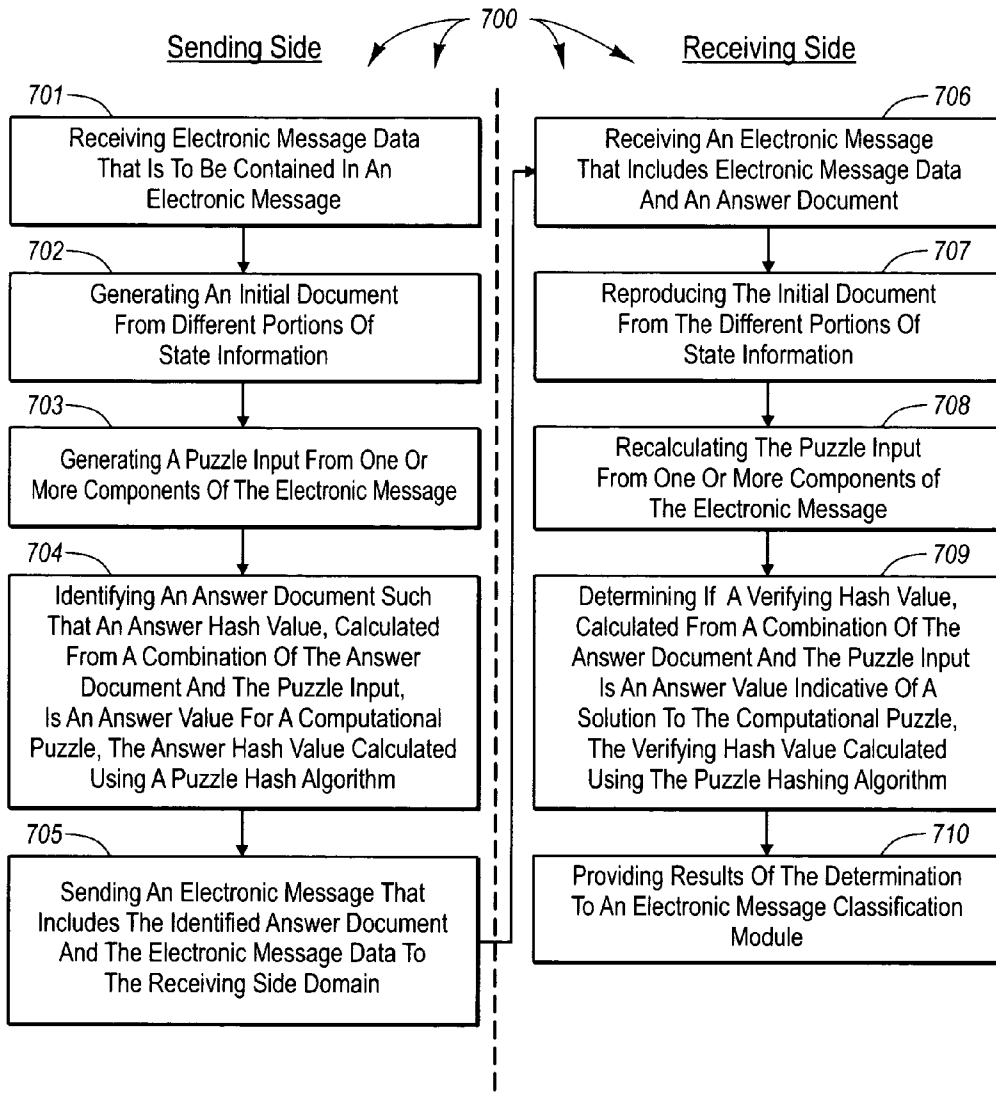 700
Sending Side
701
Receiving Electronic Message Data
That Is To Be Contained In An
Electronic Message
702
Generating An Initial Document
From Different Portions Of
State Information
703
Generating A Puzzle Input From One Or
More Components Of The Electronic Message
704
Identifying An Answer Document Such
That An Answer Hash Value, Calculated
From A Combination Of The Answer
Document And The Puzzle Input,
Is An Answer Value For A Computational
Puzzle, The Answer Hash Value Calculated
Using A Puzzle Hash Algorithm
705
Sending An Electronic Message That
Includes The Identified Answer Document
And The Electronic Message Data To
The Receiving Side Domain
Receiving Side
706
Receiving An Electronic Message
That Includes Electronic Message Data
And An Answer Document
707
Reproducing The Initial Document
From The Different Portions Of
State Information
708
Recalculating The Puzzle Input
From One Or More Components of
The Electronic Message
709
Determining If A Verifying Hash Value,
Calculated From A Combination Of The
Answer Document And The Puzzle Input
Is An Answer Value Indicative Of A
Solution To The Computational Puzzle,
The Verifying Hash Value Calculated
Using The Puzzle Hashing Algorithm
710
Providing Results Of The Determination
To An Electronic Message Classification
Module